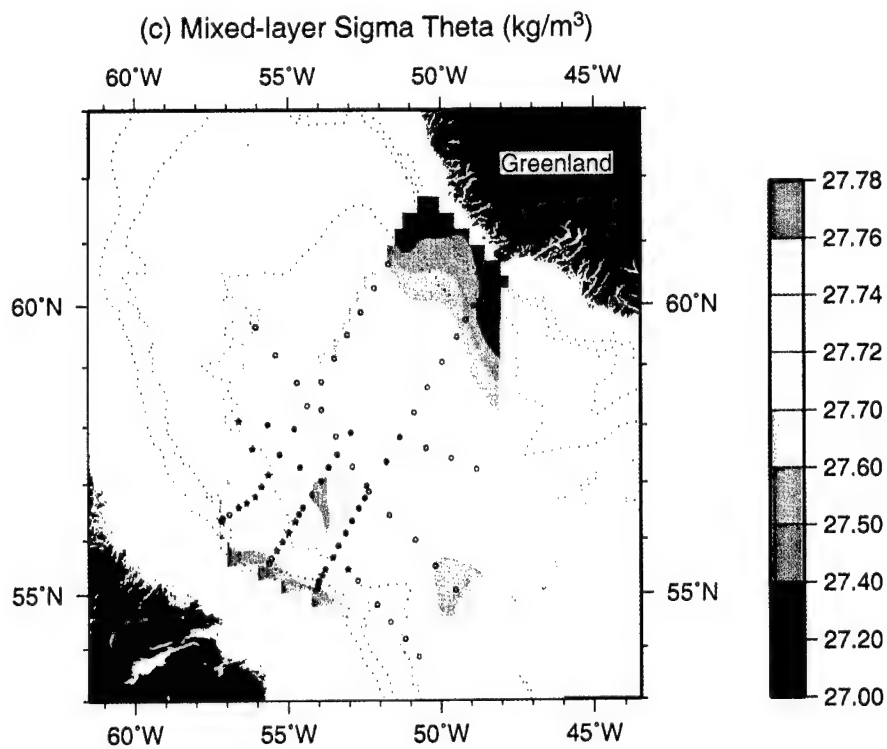 (c) Mixed-layer Sigma Theta (kg/m³)
60˚W 55˚W 50˚W 45˚W
Greenland
60˚N 60˚N
55˚N 55˚N
60˚W 55˚W 50˚W 45˚W
27.78
27.76
27.74
27.72
27.70
27.60
27.50
27.40
27.20
27.00